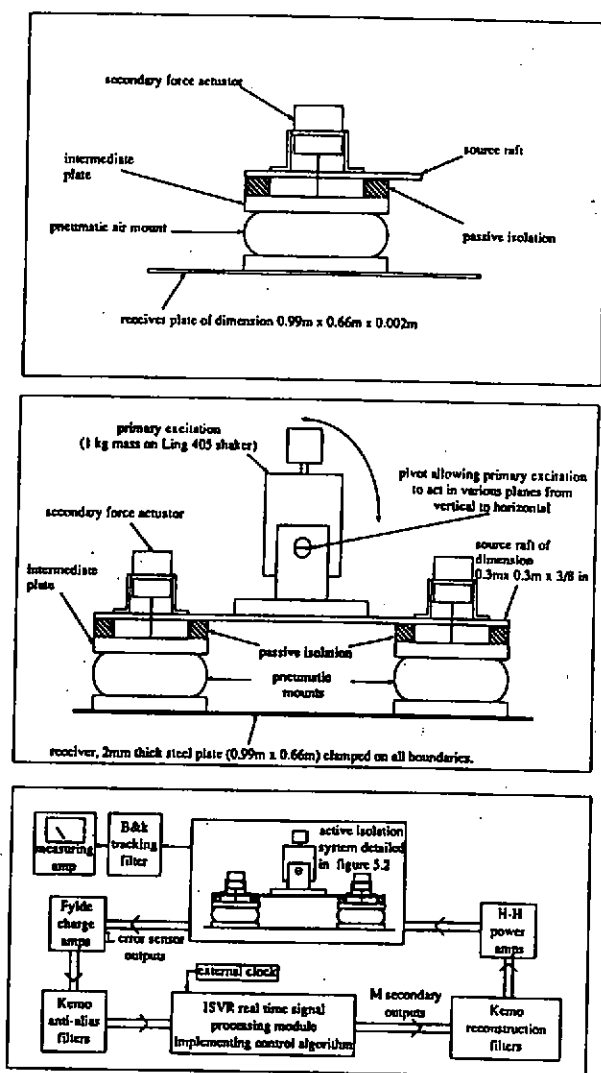 secondary force actuator
source raft
intermediate
plate
pneumatic air mount
passive isolation
receiver plate of dimension 0.99m x 0.66m x 0.002m
primary excitation
(1 kg mass on Ling 405 shaker)
pivot allowing primary excitation
to act in various planes from
vertical to horizontal
secondary force actuator
source raft of
dimension
0.3mx 0.3m x 3/8 in
Intermediate
plate
passive isolation
pneumatic
mounts
receiver, 2mm thick steel plate (0.99m x 0.66m) clamped on all boundaries.
measuring
amp
B&k
tracking
filter
active isolation
system detailed
in figure 5.2
Fylde
charge
amps
error sensor
outputs
H-H
power
amps
external clock
Kemo
anti-alias
filters
ISVR real time signal
processing module
implementing control algorithm
M secondary
outputs
Kemo
reconstruction
filters